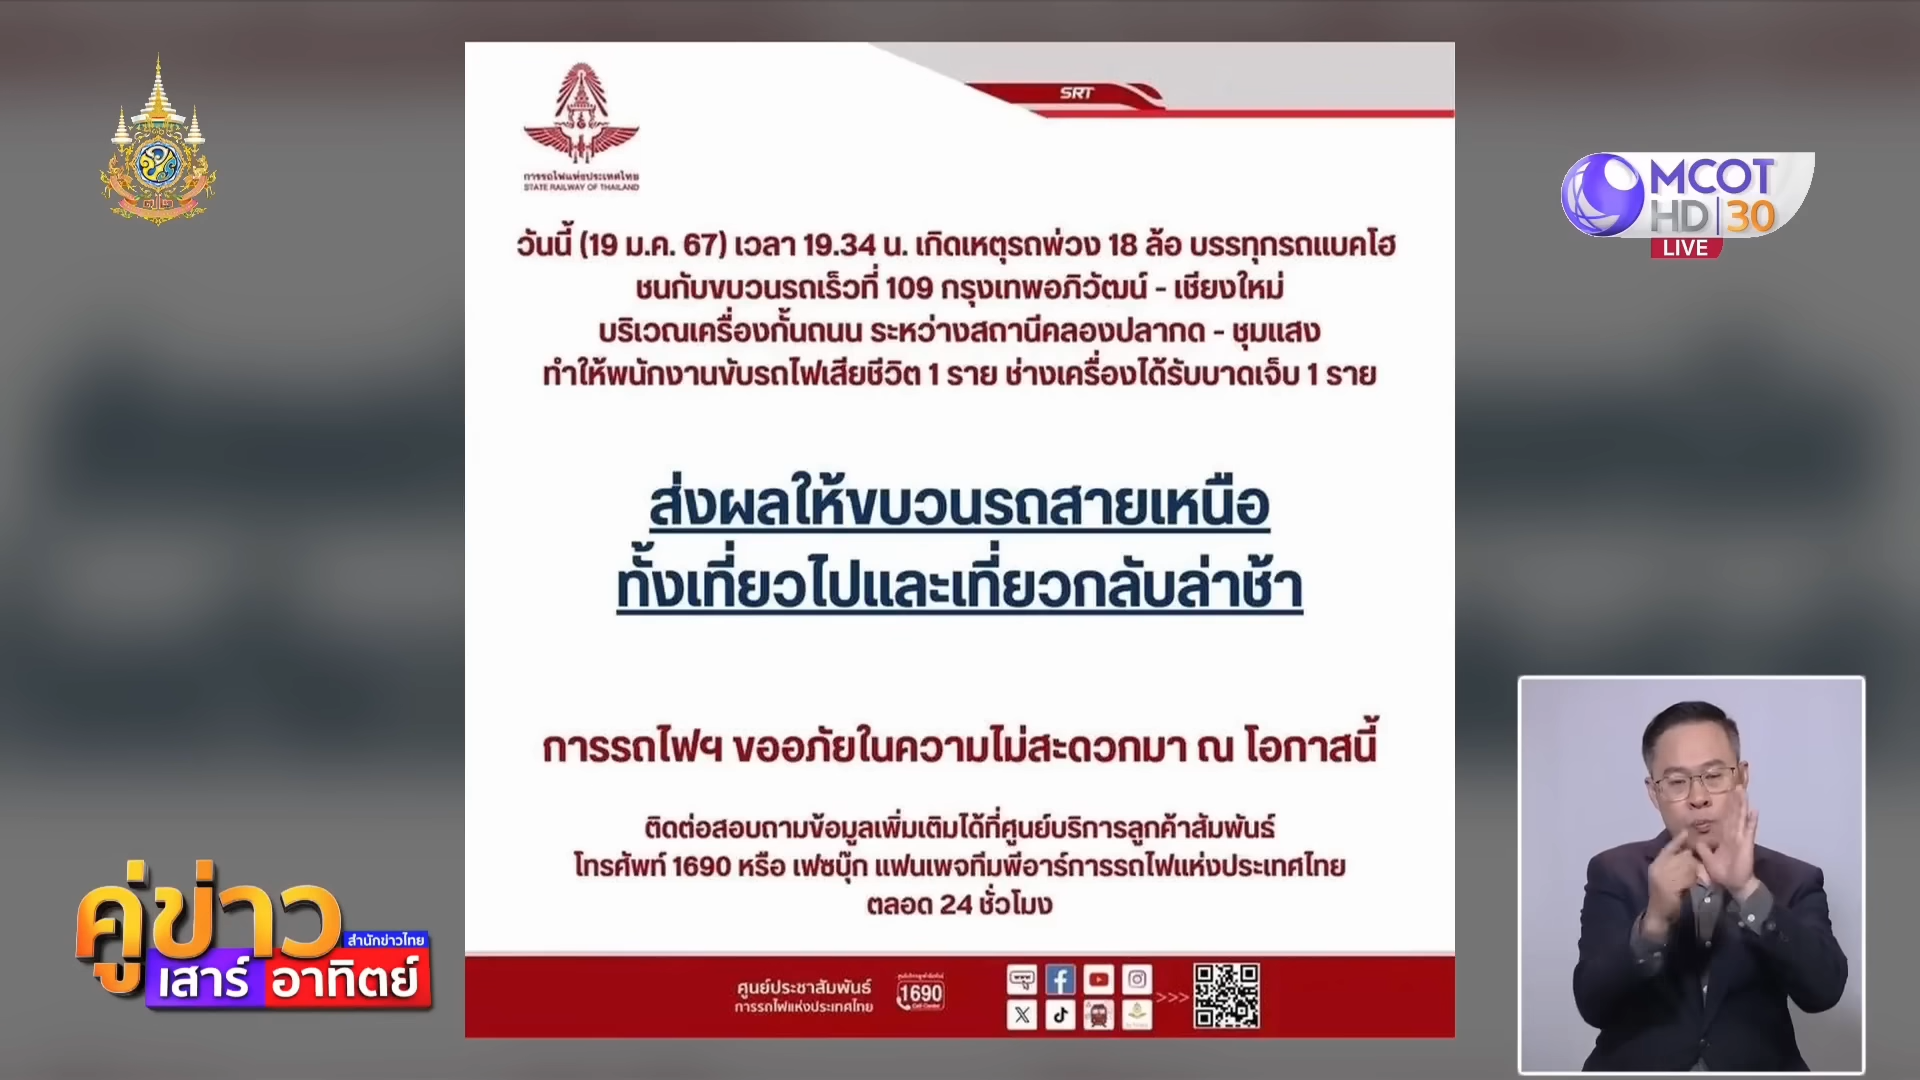 SRT
การรถไฟแห่งประเทศไทย
STATE RAILWAY OF THAILAND
MCOT
HD 30
LIVE
วันนี้ (19 ม.ค. 67) เวลา 19.34 น. เกิดเหตุรถพ่วง 18 ล้อ บรรทุกรถแบคโฮ
ชนกับขบวนรถเร็วที่ 109 กรุงเทพอภิวัฒน์ - เชียงใหม่
บริเวณเครื่องกั้นถนน ระหว่างสถานีคลองปลากด - ชุมแสง
ทำให้พนักงานขับรถไฟเสียชีวิต 1 ราย ช่างเครื่องได้รับบาดเจ็บ 1 ราย
ส่งผลให้ขบวนรถสายเหนือ
ทั้งเที่ยวไปและเที่ยวกลับล่าช้า
การรถไฟฯ ขออภัยในความไม่สะดวกมา ณ โอกาสนี้
ติดต่อสอบถามข้อมูลเพิ่มเติมได้ที่ศูนย์บริการลูกค้าสัมพันธ์
โทรศัพท์ 1690 หรือ เฟซบุ๊ก แฟนเพจทีมพีอาร์การรถไฟแห่งประเทศไทย
ตลอด 24 ชั่วโมง
คู่ข่าว
สำนักข่าวไทย
เสาร์ อาทิตย์
ศูนย์ประชาสัมพันธ์
การรถไฟแห่งประเทศไทย
1690
Call Center
www
>>>